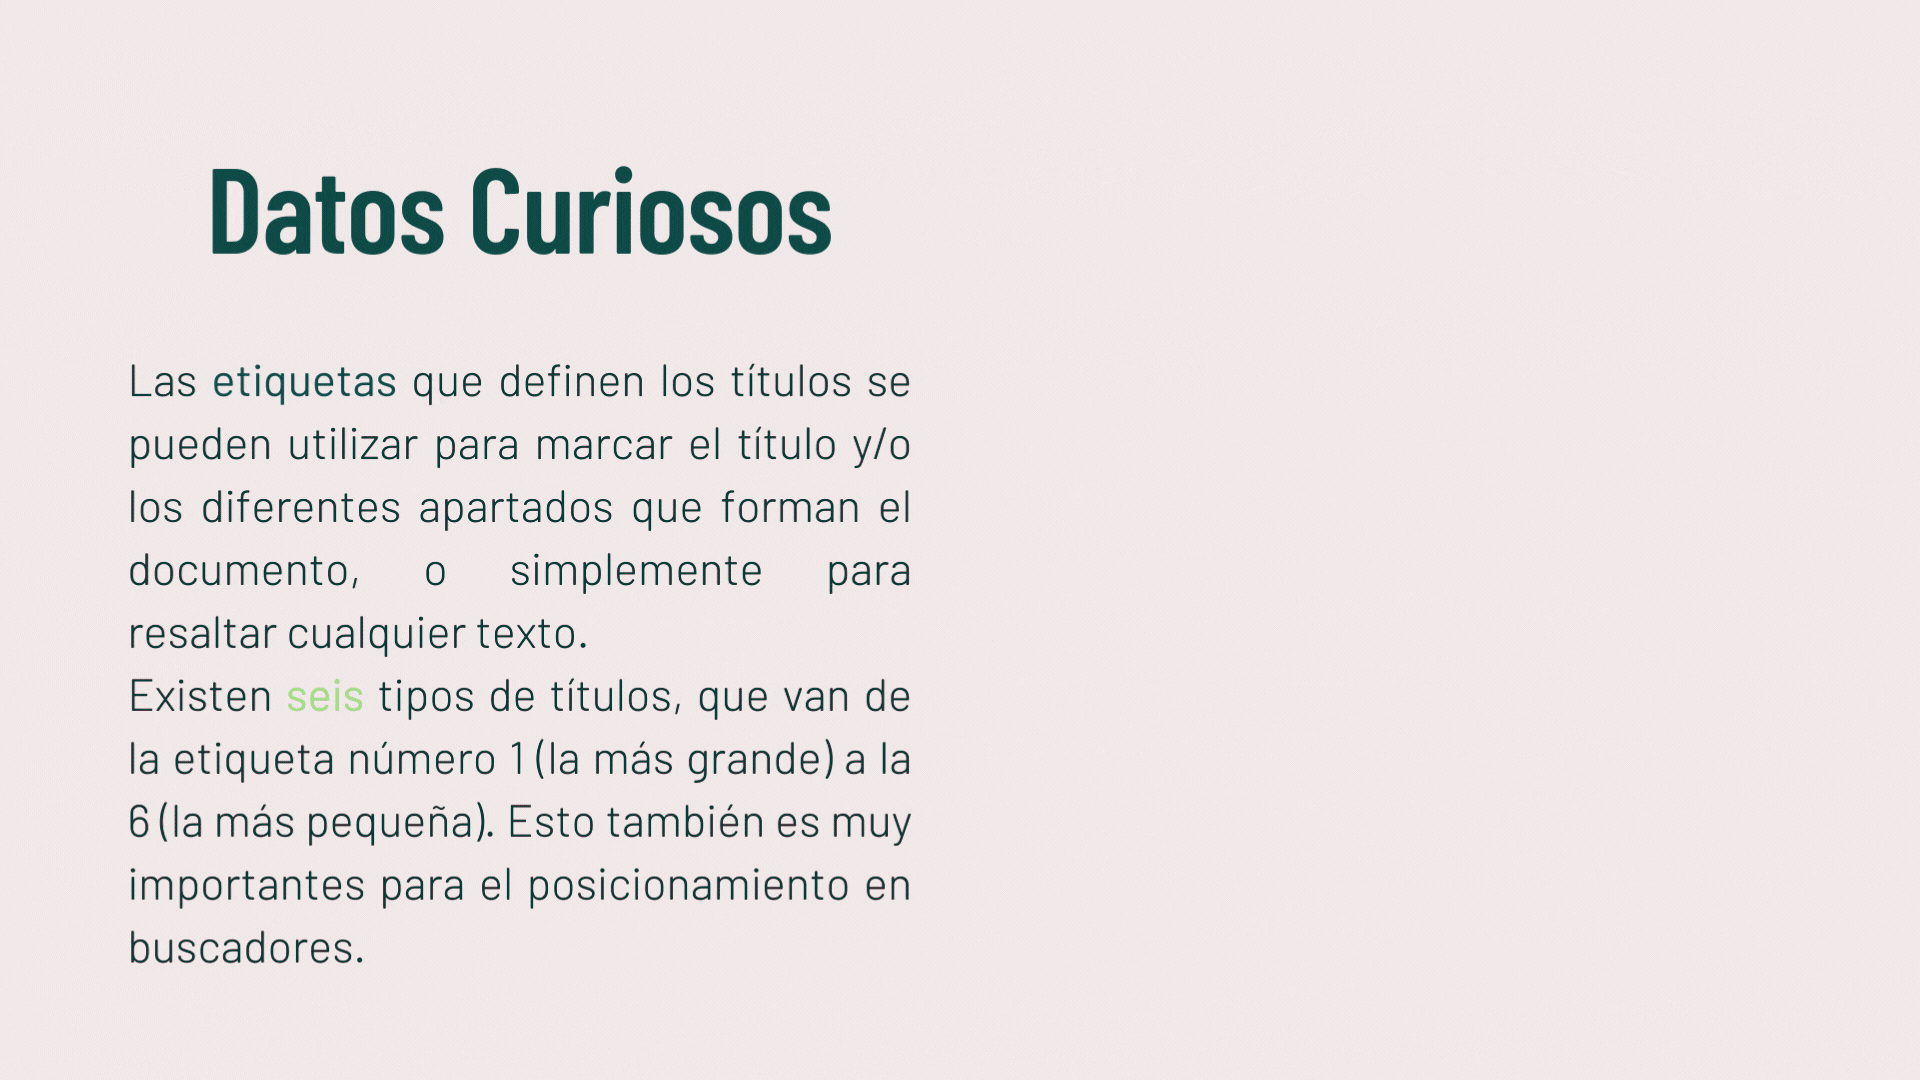 Datos Curiosos
Las etiquetas que definen los títulos se
pueden utilizar para marcar el título y/o
los diferentes apartados que forman el
documento, o simplemente para
resaltar cualquier texto.
Existen seis tipos de títulos, que van de
la etiqueta número 1 (la más grande) a la
6 (la más pequeña). Esto también es muy
importantes para el posicionamiento en
buscadores.